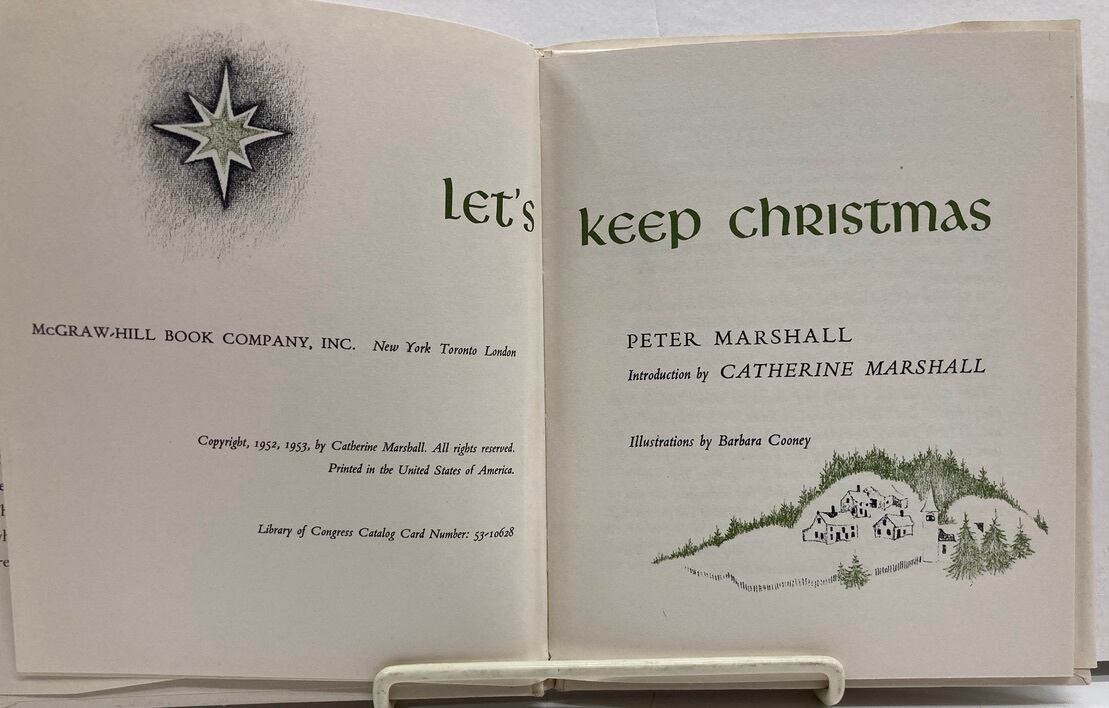 Let's keep christmas
McGRAW-HILL BOOK COMPANY, INC. New York Toronto London
Copyright, 1952, 1953, by Catherine Marshall. All rights reserved.
Printed in the United States of America.
Library of Congress Catalog Card Number: 53-10628
PETER MARSHALL
Introduction by CATHERINE MARSHALL
Illustrations by Barbara Cooney